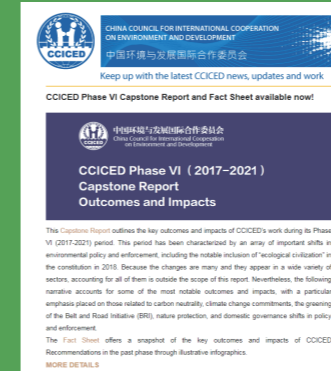 CHINA COUNCIL FOR INTERNATIONAL COOPERATION
ON ENVIRONMENT AND DEVELOPMENT
CCICED
中国环境与发展国际合作委员会
Keep up with the latest CCICED news, updates and work
CCICED Phase VI Capstone Report and Fact Sheet available now!
中国环境与发展国际合作委员会
China Council for International Cooperation
on Environment and Development
CCICED
CCICED Phase VI（2017-2021）
Capstone Report
Outcomes and Impacts
This Capstone Report outlines the key outcomes and impacts of CCICED's work during its Phase
VI (2017-2021) period. This period has been characterized by an array of important shifts in
environmental policy and enforcement, including the notable inclusion of "ecological civilization" in
the constitution in 2018. Because the changes are many and they appear in a wide variety of
sectors, accounting for all of them is outside the scope of this report. Nevertheless, the following
narrative accounts for some of the most notable outcomes and impacts, with a particular
emphasis placed on those related to carbon neutrality, climate change commitments, the greening
of the Belt and Road Initiative (BRI), nature protection, and domestic governance shifts in policy
and enforcement.
The Fact Sheet offers a snapshot of the key outcomes and impacts of CCICED
Recommendations in the past phase through illustrative infographics.
MORE DETAILS